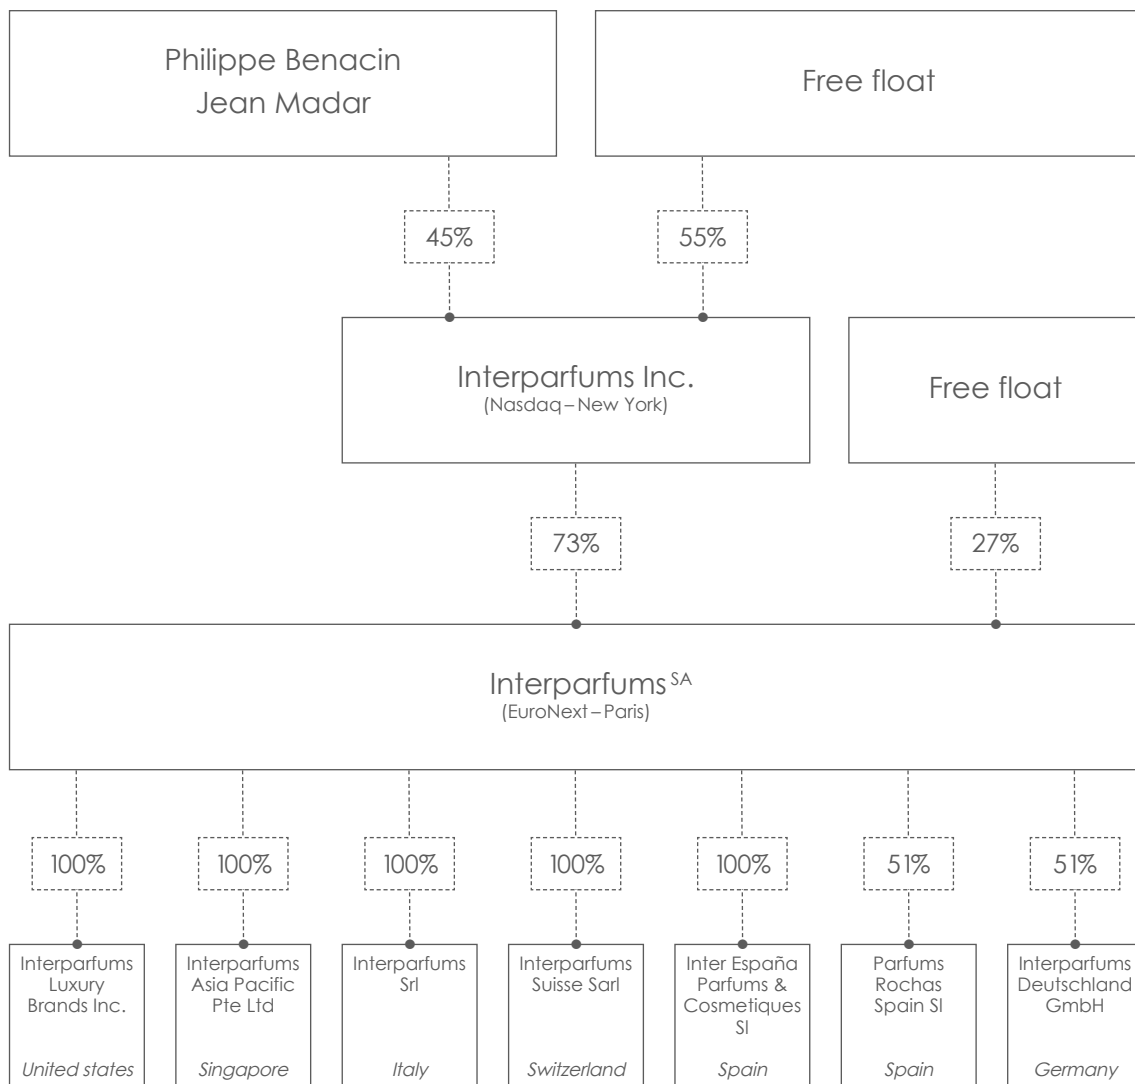 Philippe Benacin
Jean Madar
Free float
45%
55%
Interparfums Inc.
(Nasdaq – New York)
Free float
73%
27%
Interparfums SA
(EuroNext – Paris)
100%
100%
100%
100%
100%
51%
51%
Interparfums
Luxury
Brands Inc.
United states
Interparfums
Asia Pacific
Pte Ltd
Singapore
Interparfums
Srl
Italy
Interparfums
Suisse Sarl
Switzerland
Inter España
Parfums &
Cosmetiques
Sl
Spain
Parfums
Rochas
Spain Sl
Spain
Interparfums
Deutschland
GmbH
Germany